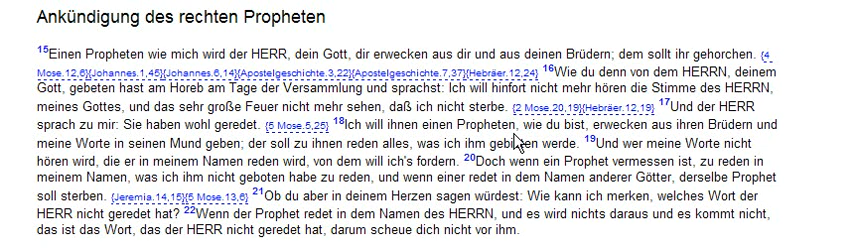 Ankündigung des rechten Propheten
15Einen Propheten wie mich wird der HERR, dein Gott, dir erwecken aus dir und aus deinen Brüdern; dem sollt ihr gehorchen. {4
Mose.12,6}{Johannes.1,45}{Johannes.6,14}{Apostelgeschichte.3,22}{Apostelgeschichte.7,37}{Hebräer.12,24} 16Wie du denn von dem HERRN, deinem
Gott, gebeten hast am Horeb am Tage der Versammlung und sprachst: Ich will hinfort nicht mehr hören die Stimme des HERRN,
meines Gottes, und das sehr große Feuer nicht mehr sehen, daß ich nicht sterbe. {2 Mose.20,19}{Hebräer.12,19} 17Und der HERR
sprach zu mir: Sie haben wohl geredet. {5 Mose.5,25} 18Ich will ihnen einen Propheten, wie du bist, erwecken aus ihren Brüdern und
meine Worte in seinen Mund geben; der soll zu ihnen reden alles, was ich ihm gebieten werde. 19Und wer meine Worte nicht
hören wird, die er in meinem Namen reden wird, von dem will ich's fordern. 20Doch wenn ein Prophet vermessen ist, zu reden in
meinem Namen, was ich ihm nicht geboten habe zu reden, und wenn einer redet in dem Namen anderer Götter, derselbe Prophet
soll sterben. {Jeremia.14,15}{5 Mose.13,6} 21Ob du aber in deinem Herzen sagen würdest: Wie kann ich merken, welches Wort der
HERR nicht geredet hat? 22Wenn der Prophet redet in dem Namen des HERRN, und es wird nichts daraus und es kommt nicht,
das ist das Wort, das der HERR nicht geredet hat, darum scheue dich nicht vor ihm.